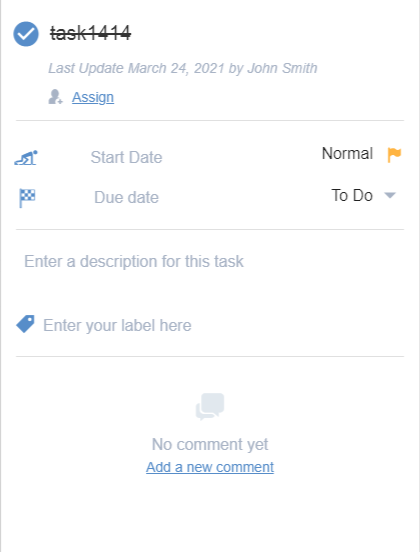 task1414
Last Update March 24, 2021 by John Smith
Assign
Start Date
Normal
Due date
To Do
Enter a description for this task
Enter your label here
No comment yet
Add a new comment